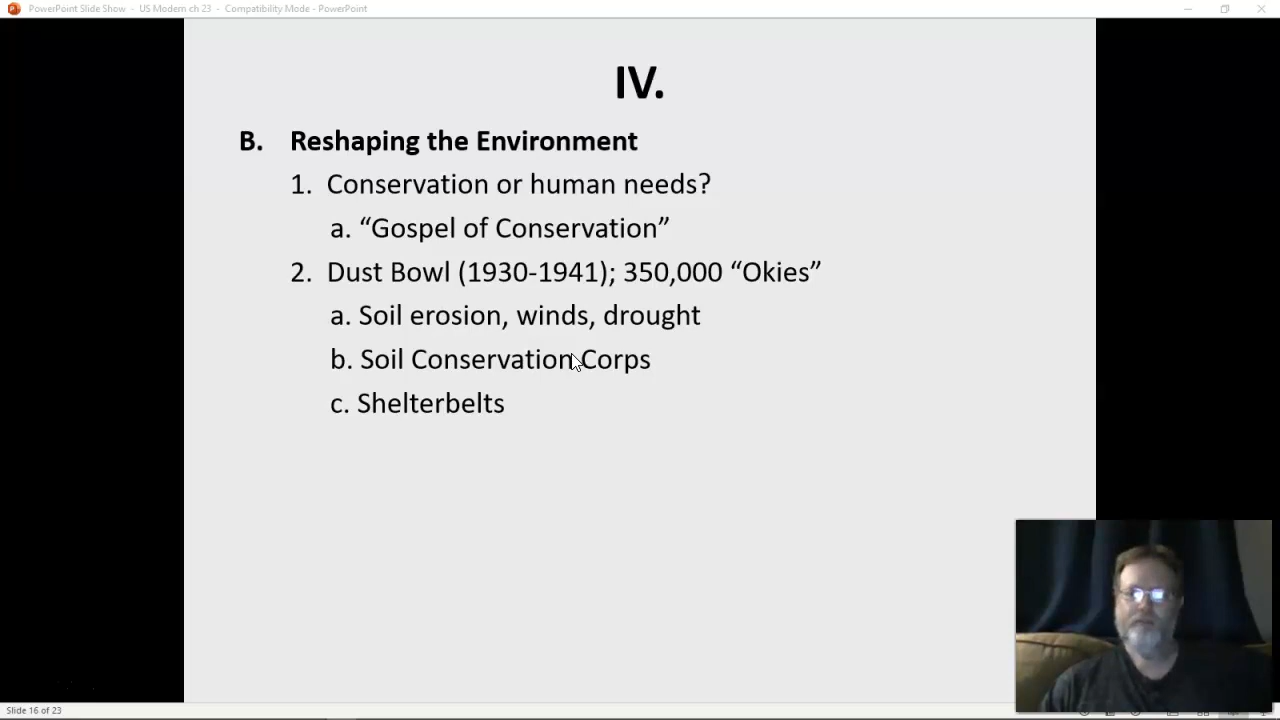 PowerPoint Slide Show - US Modern ch 23 - Compatibility Mode - PowerPoint
IV.
B. Reshaping the Environment
1. Conservation or human needs?
a. “Gospel of Conservation”
2. Dust Bowl (1930-1941); 350,000 “Okies”
a. Soil erosion, winds, drought
b. Soil Conservation Corps
c. Shelterbelts
Slide 16 of 23